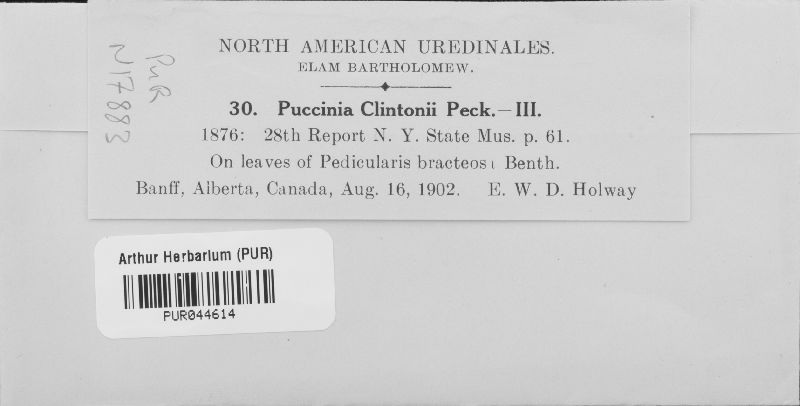 NORTH AMERICAN UREDINALES.
ELAM BARTHOLOMEW.
30. Puccinia Clintonii Peck.—III.
1876: 28th Report N. Y. State Mus. p. 61.
On leaves of Pedicularis bracteosa Benth.
Banff, Alberta, Canada, Aug. 16, 1902. E. W. D. Holway
PUR
N17883
Arthur Herbarium (PUR)
PUR044614